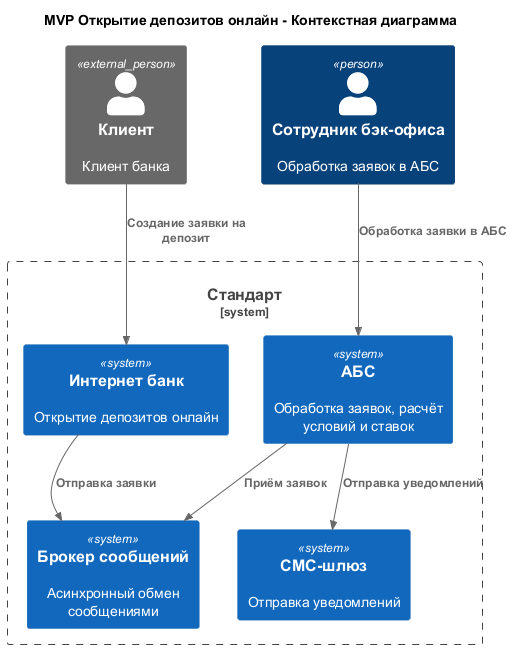 MVP Открытие депозитов онлайн - Контекстная диаграмма
«external_person»
Клиент
Клиент банка
«person»
Сотрудник бэк-офиса
Обработка заявок в АБС
Создание заявки на
депозит
Обработка заявки в АБС
Стандарт
[system]
«system»
Интернет банк
Открытие депозитов онлайн
«system»
АБС
Обработка заявок, расчёт
условий и ставок
Отправка заявки
Приём заявок
Отправка уведомлений
«system»
Брокер сообщений
Асинхронный обмен
сообщениями
«system»
СМС-шлюз
Отправка уведомлений